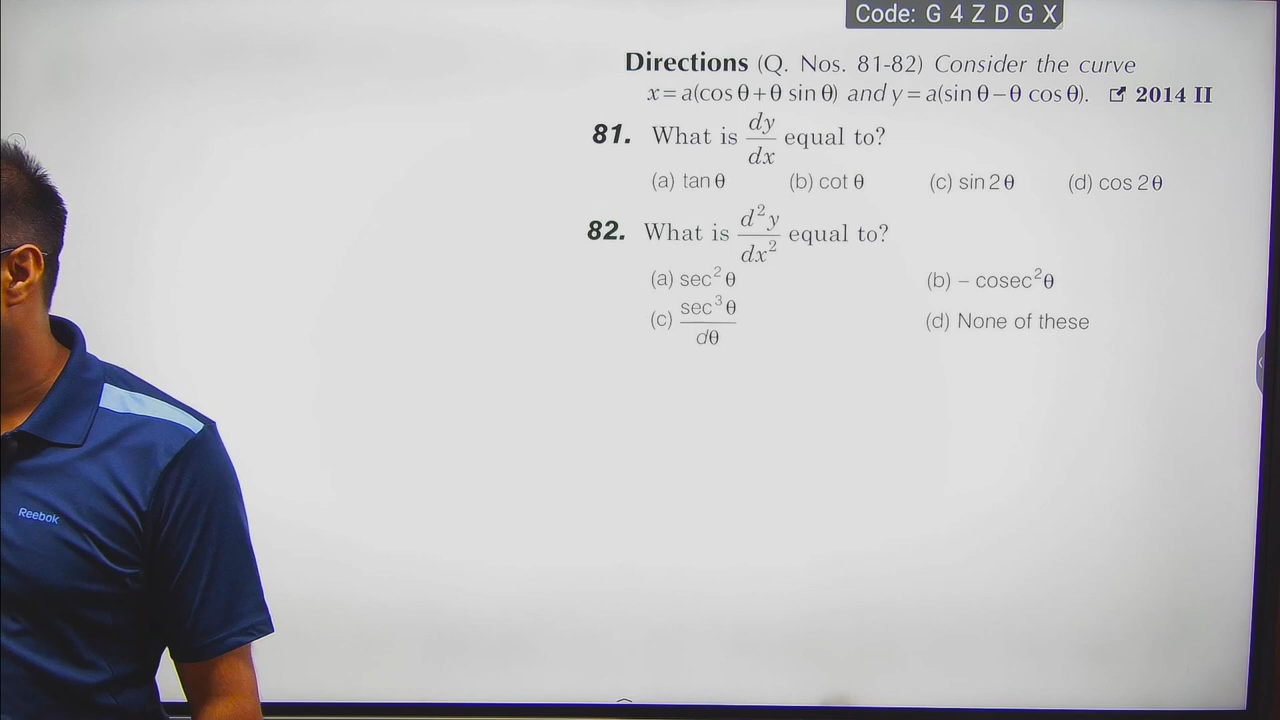 Code: G 4 Z D G X
Directions (Q. Nos. 81-82) Consider the curve
x = a(cos θ + θ sin θ) and y = a(sin θ – θ cos θ). 2014 II
81. What is dy/dx equal to?
(a) tan θ (b) cot θ (c) sin 2θ (d) cos 2θ
82. What is d²y/dx² equal to?
(a) sec² θ (b) – cosec²θ
(c) sec³ θ/dθ (d) None of these
Reebok